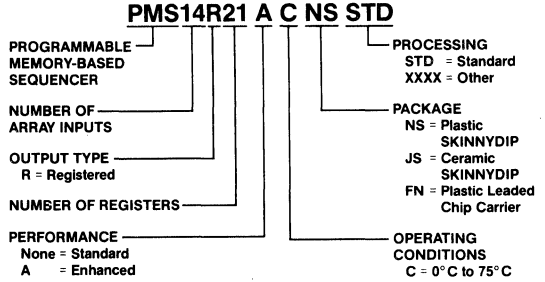 PMS14R21 A C NS STD
PROGRAMMABLE
MEMORY-BASED
SEQUENCER
NUMBER OF
ARRAY INPUTS
OUTPUT TYPE
R = Registered
NUMBER OF REGISTERS
PERFORMANCE
None = Standard
A = Enhanced
PROCESSING
STD = Standard
XXXX = Other
PACKAGE
NS = Plastic
SKINNYDIP
JS = Ceramic
SKINNYDIP
FN = Plastic Leaded
Chip Carrier
OPERATING
CONDITIONS
C = 0°C to 75°C